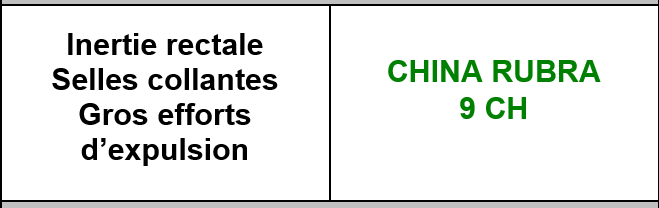 Inertie rectale
Selles collantes
Gros efforts
d’expulsion
CHINA RUBRA
9 CH